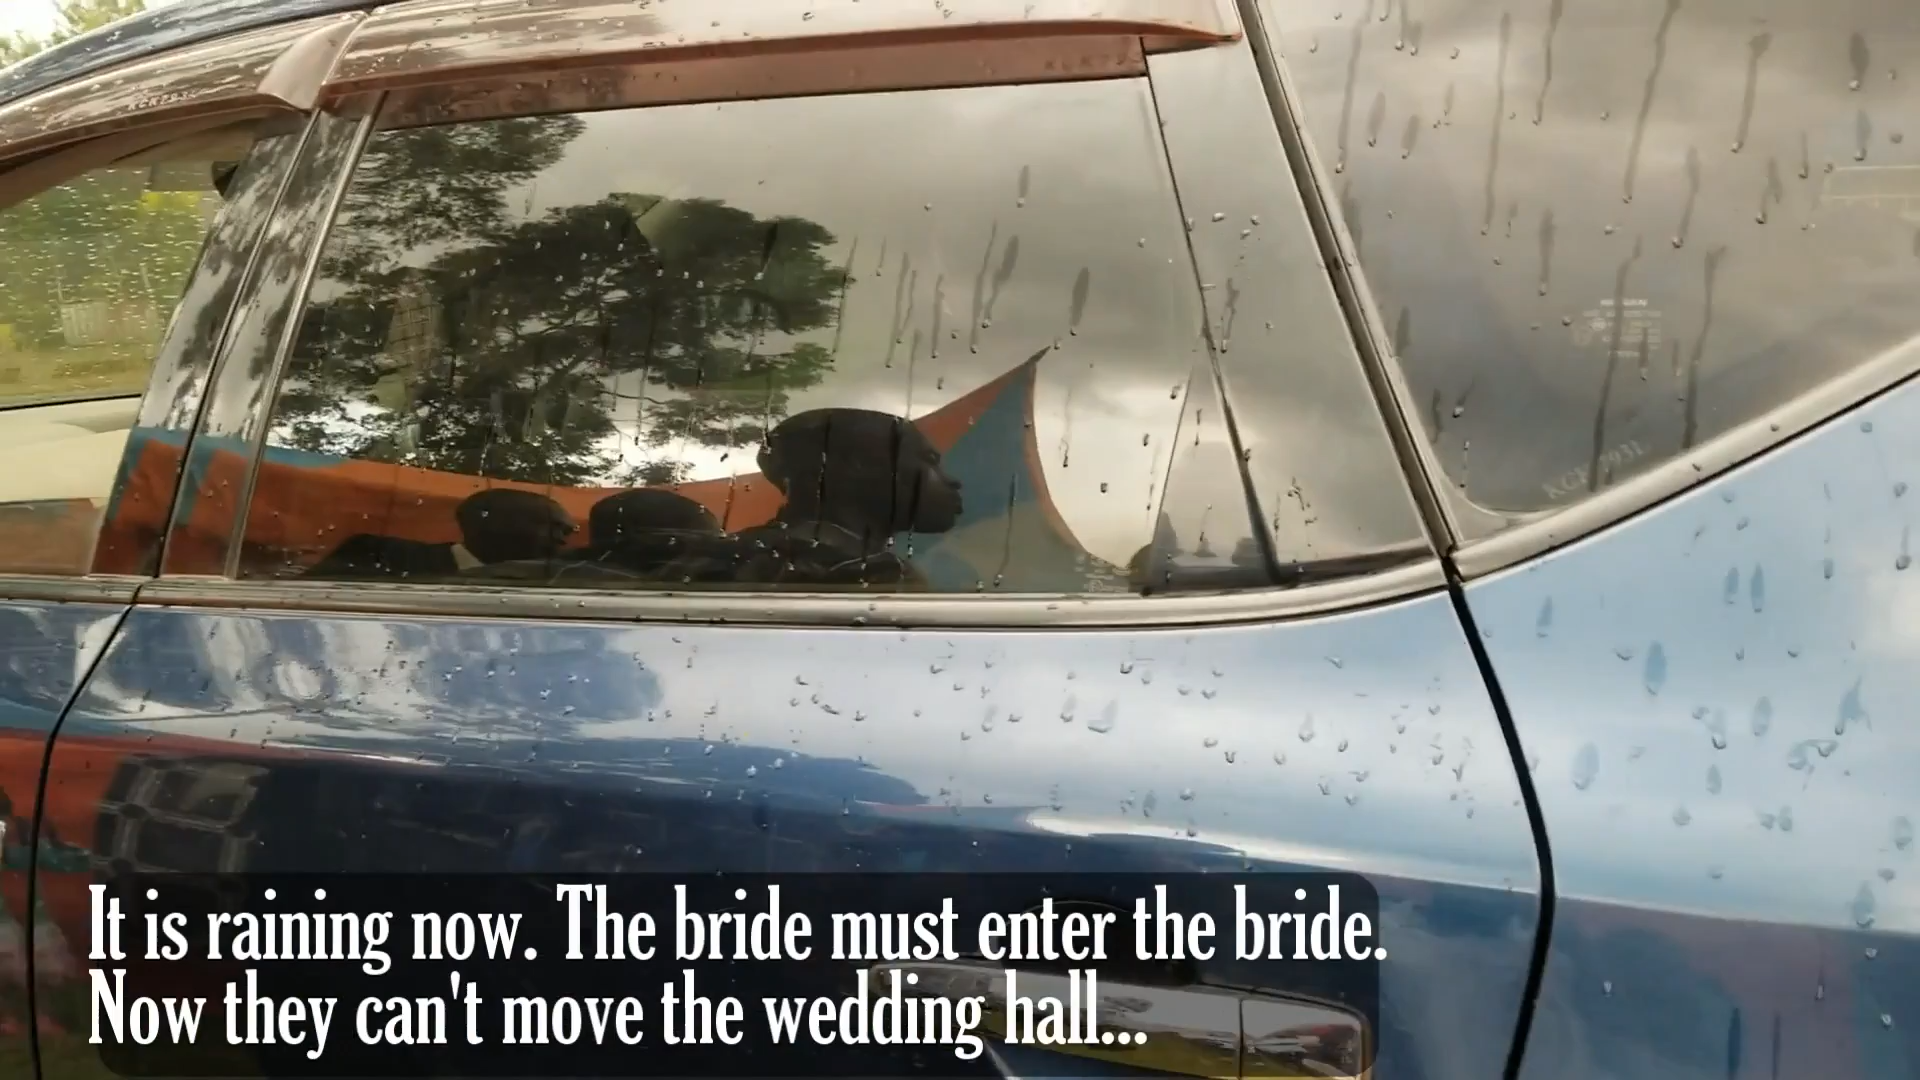 It is raining now. The bride must enter the bride.
Now they can't move the wedding hall...